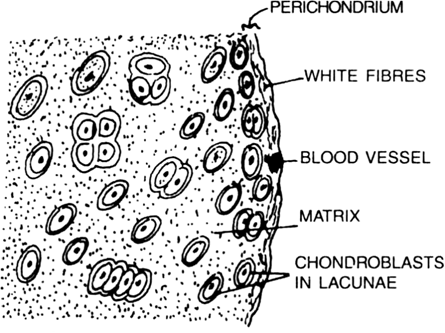 PERICHONDRIUM
WHITE FIBRES
BLOOD VESSEL
MATRIX
CHONDROBLASTS
IN LACUNAE